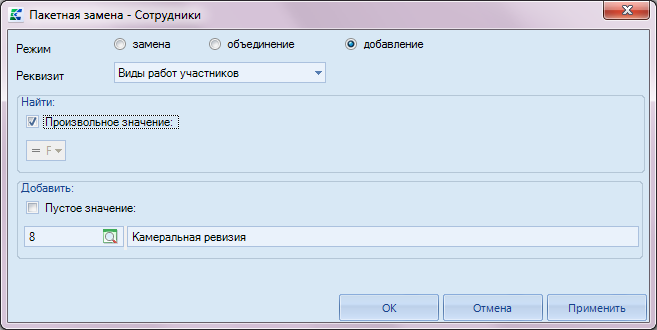 Пакетная замена - Сотрудники
Режим замена объединение добавление
Реквизит Виды работ участников
Найти:
Произвольное значение:
= F
Добавить:
Пустое значение:
8 Камеральная ревизия
OK Отмена Применить